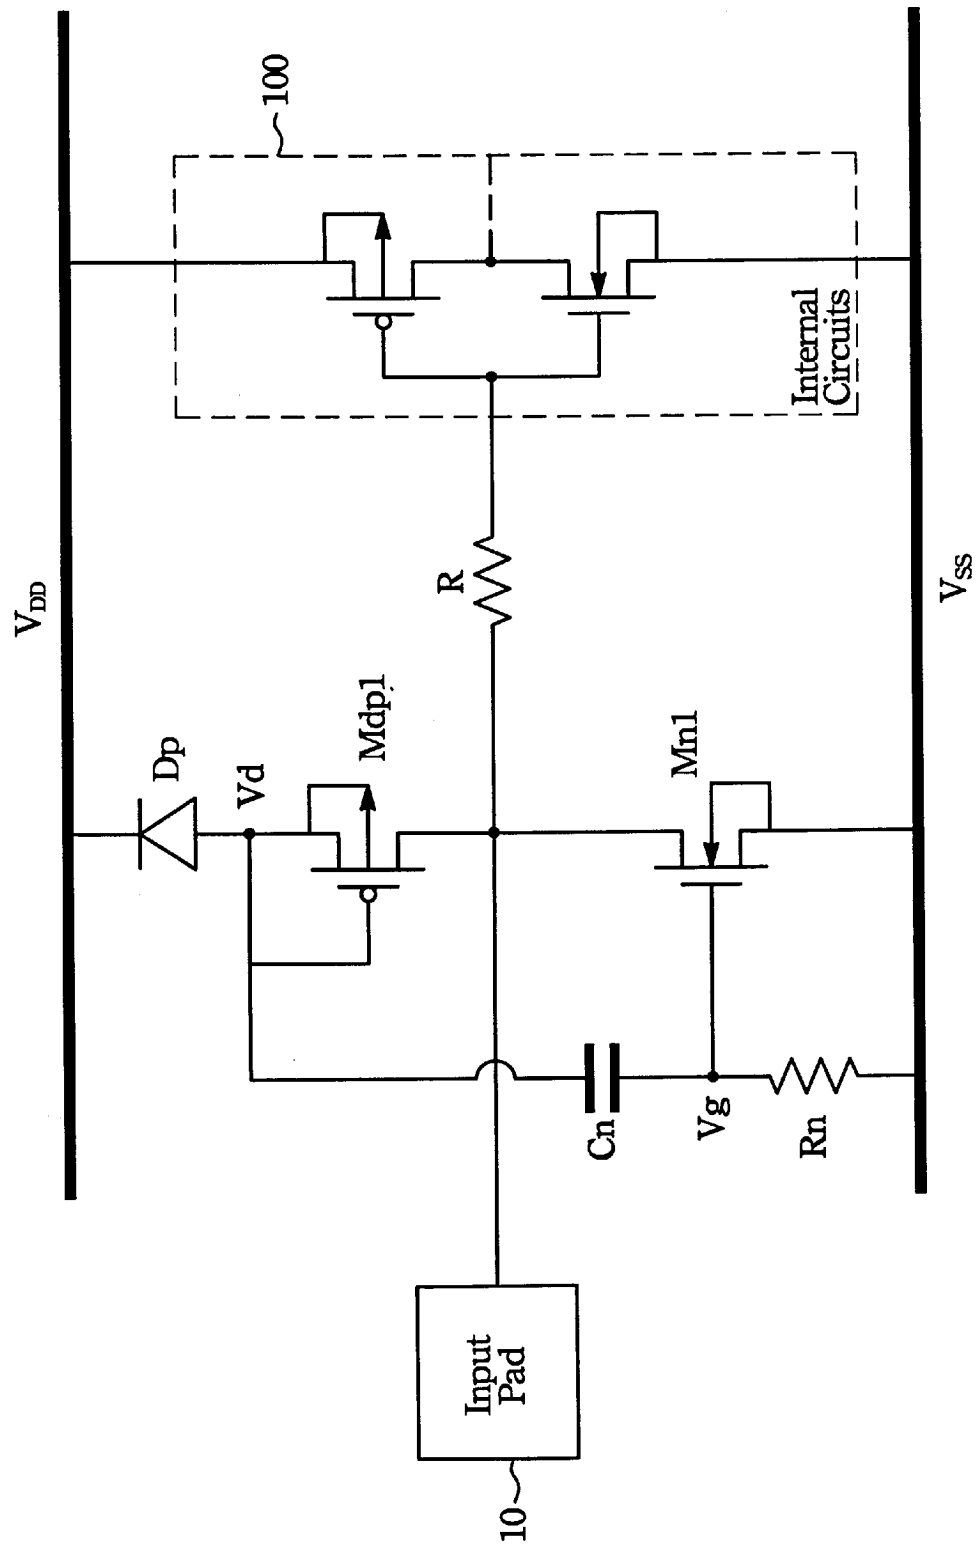 V_DD
100
Dp
Vd
Mdp1
R
Internal
Circuits
Mn1
Cn
Vg
Rn
Input
Pad
10
V_SS